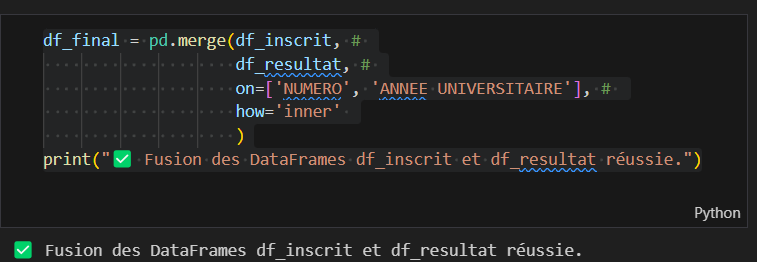 df_final = pd.merge(df_inscrit, #
df_resultat, #
on=['NUMERO', 'ANNEE UNIVERSITAIRE'], #
how='inner'
)
print("✅ Fusion des DataFrames df_inscrit et df_resultat réussie.")
Python
✅ Fusion des DataFrames df_inscrit et df_resultat réussie.